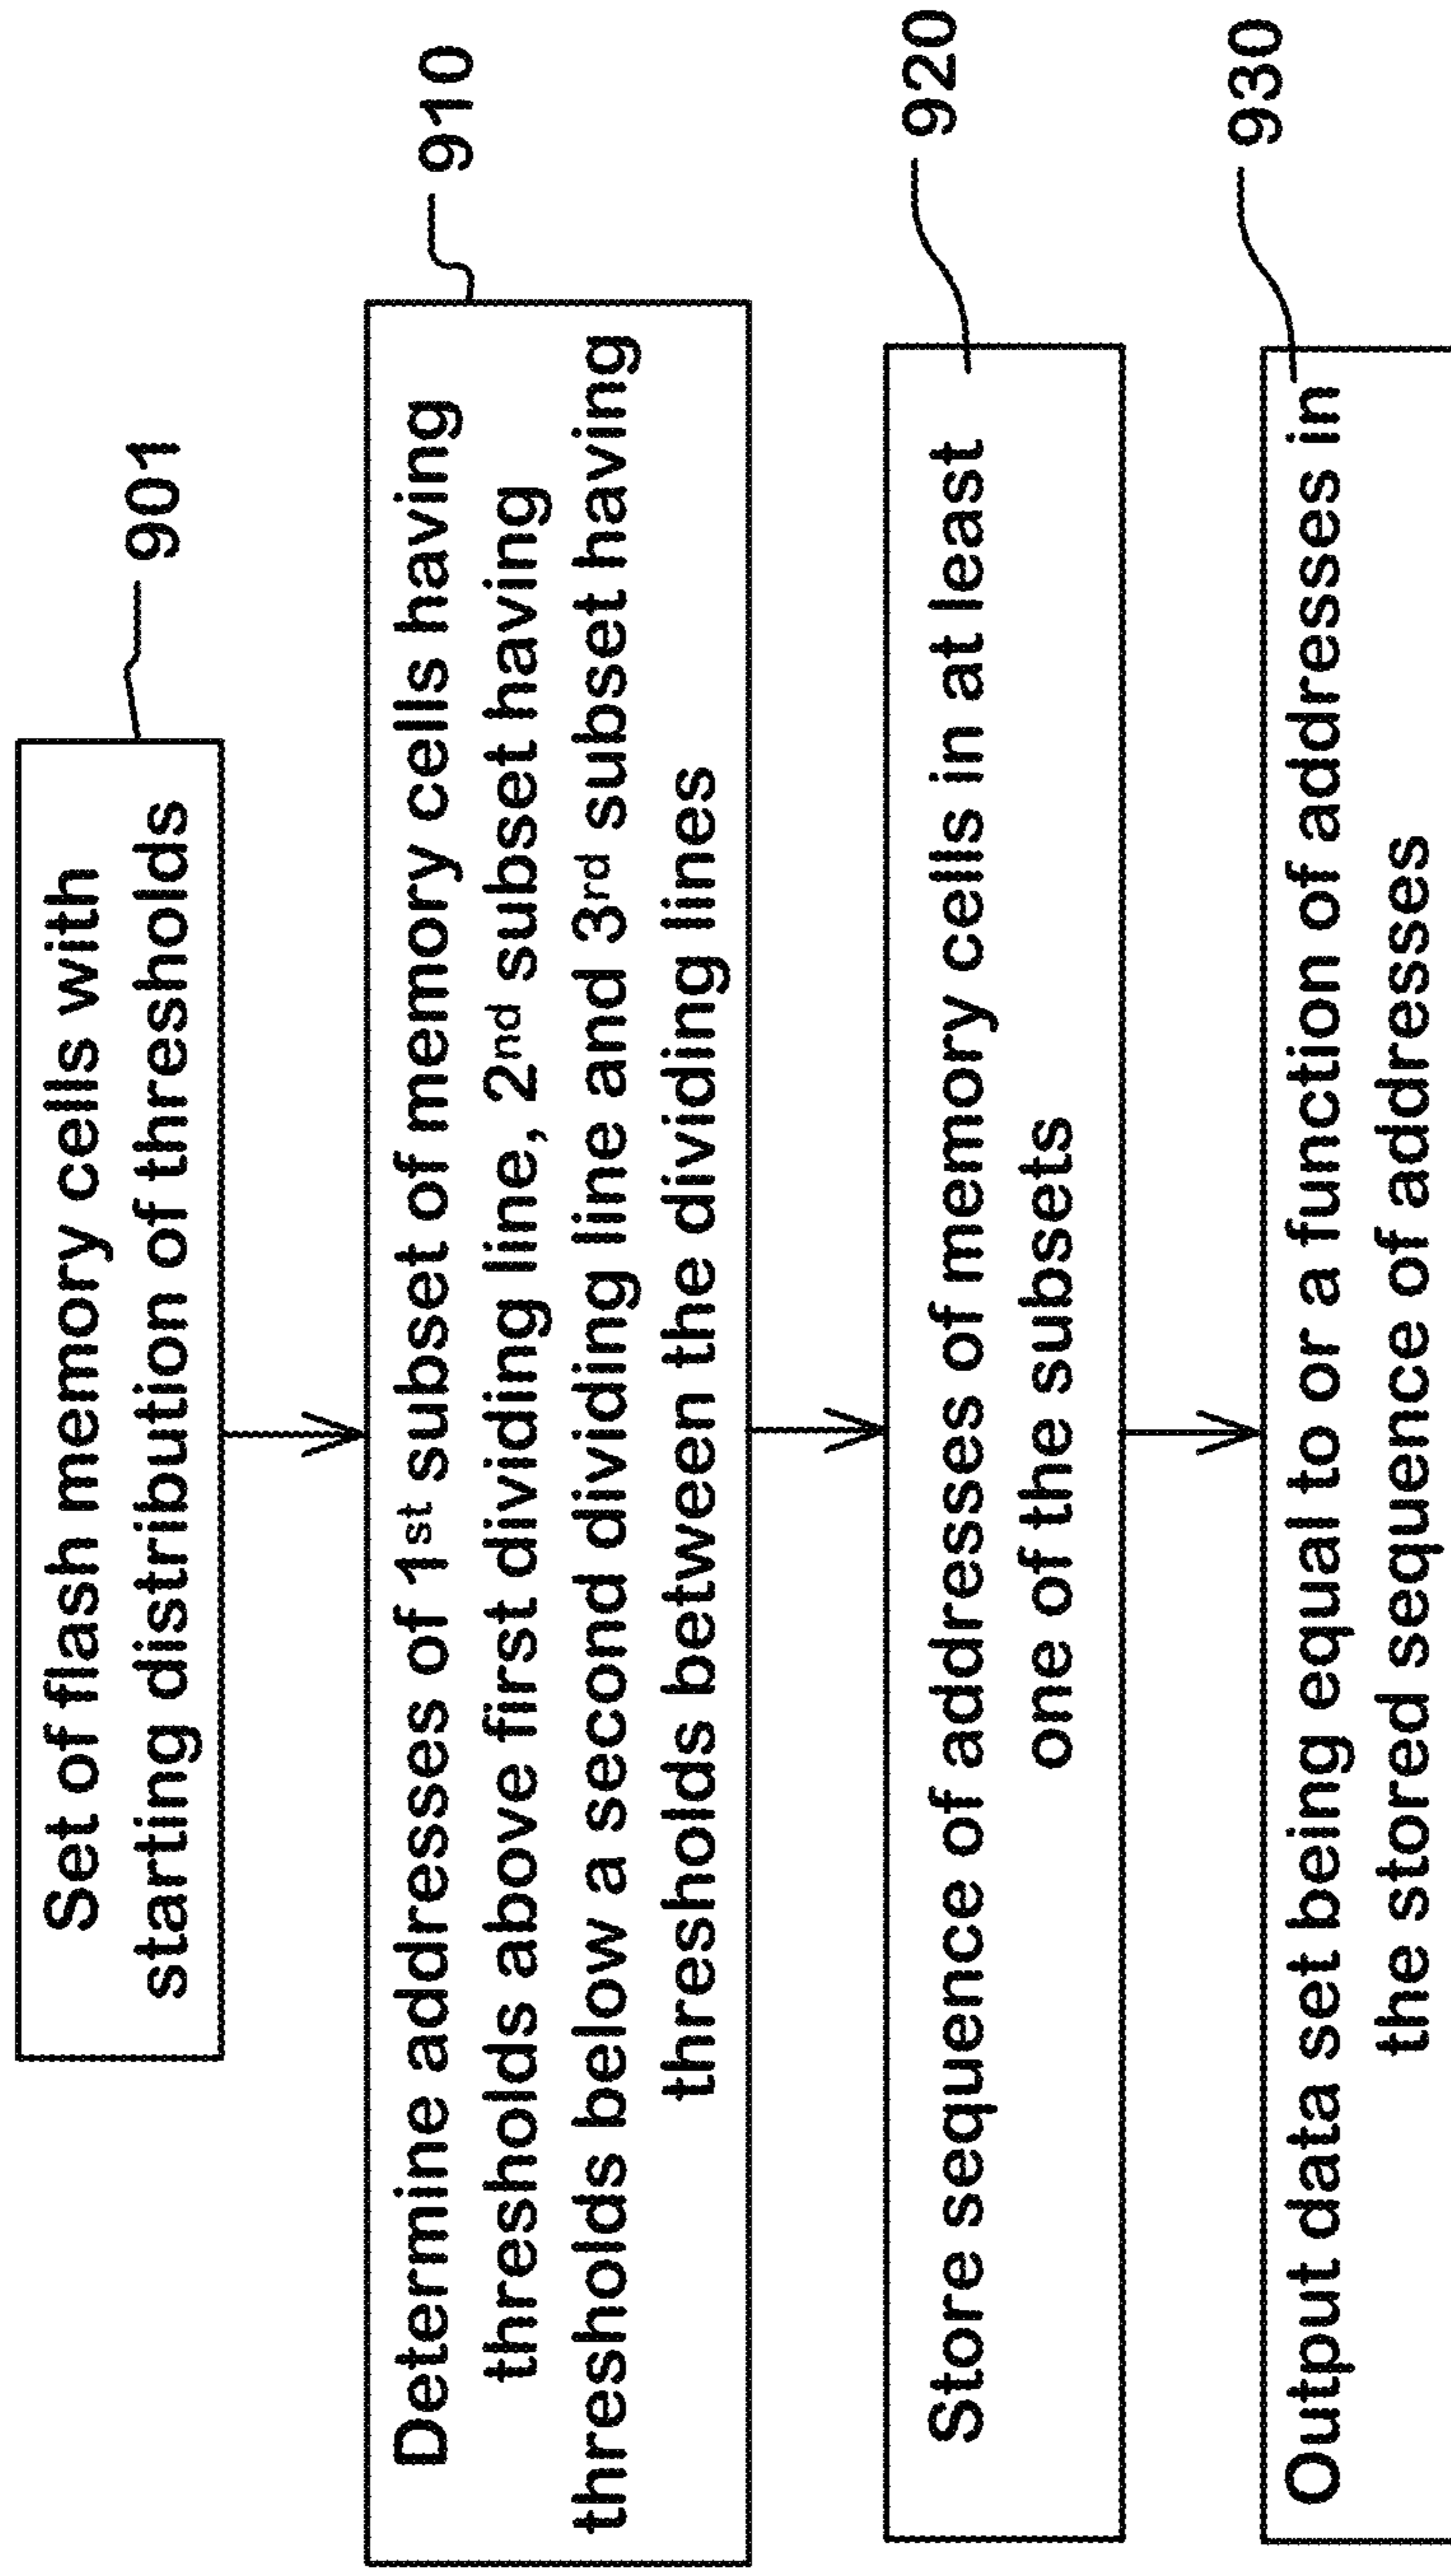 Set of flash memory cells with
starting distribution of thresholds
901
Determine addresses of 1st subset of memory cells having
thresholds above first dividing line, 2nd subset having
thresholds below a second dividing line and 3rd subset having
thresholds between the dividing lines
910
Store sequence of addresses of memory cells in at least
one of the subsets
920
Output data set being equal to or a function of addresses in
the stored sequence of addresses
930